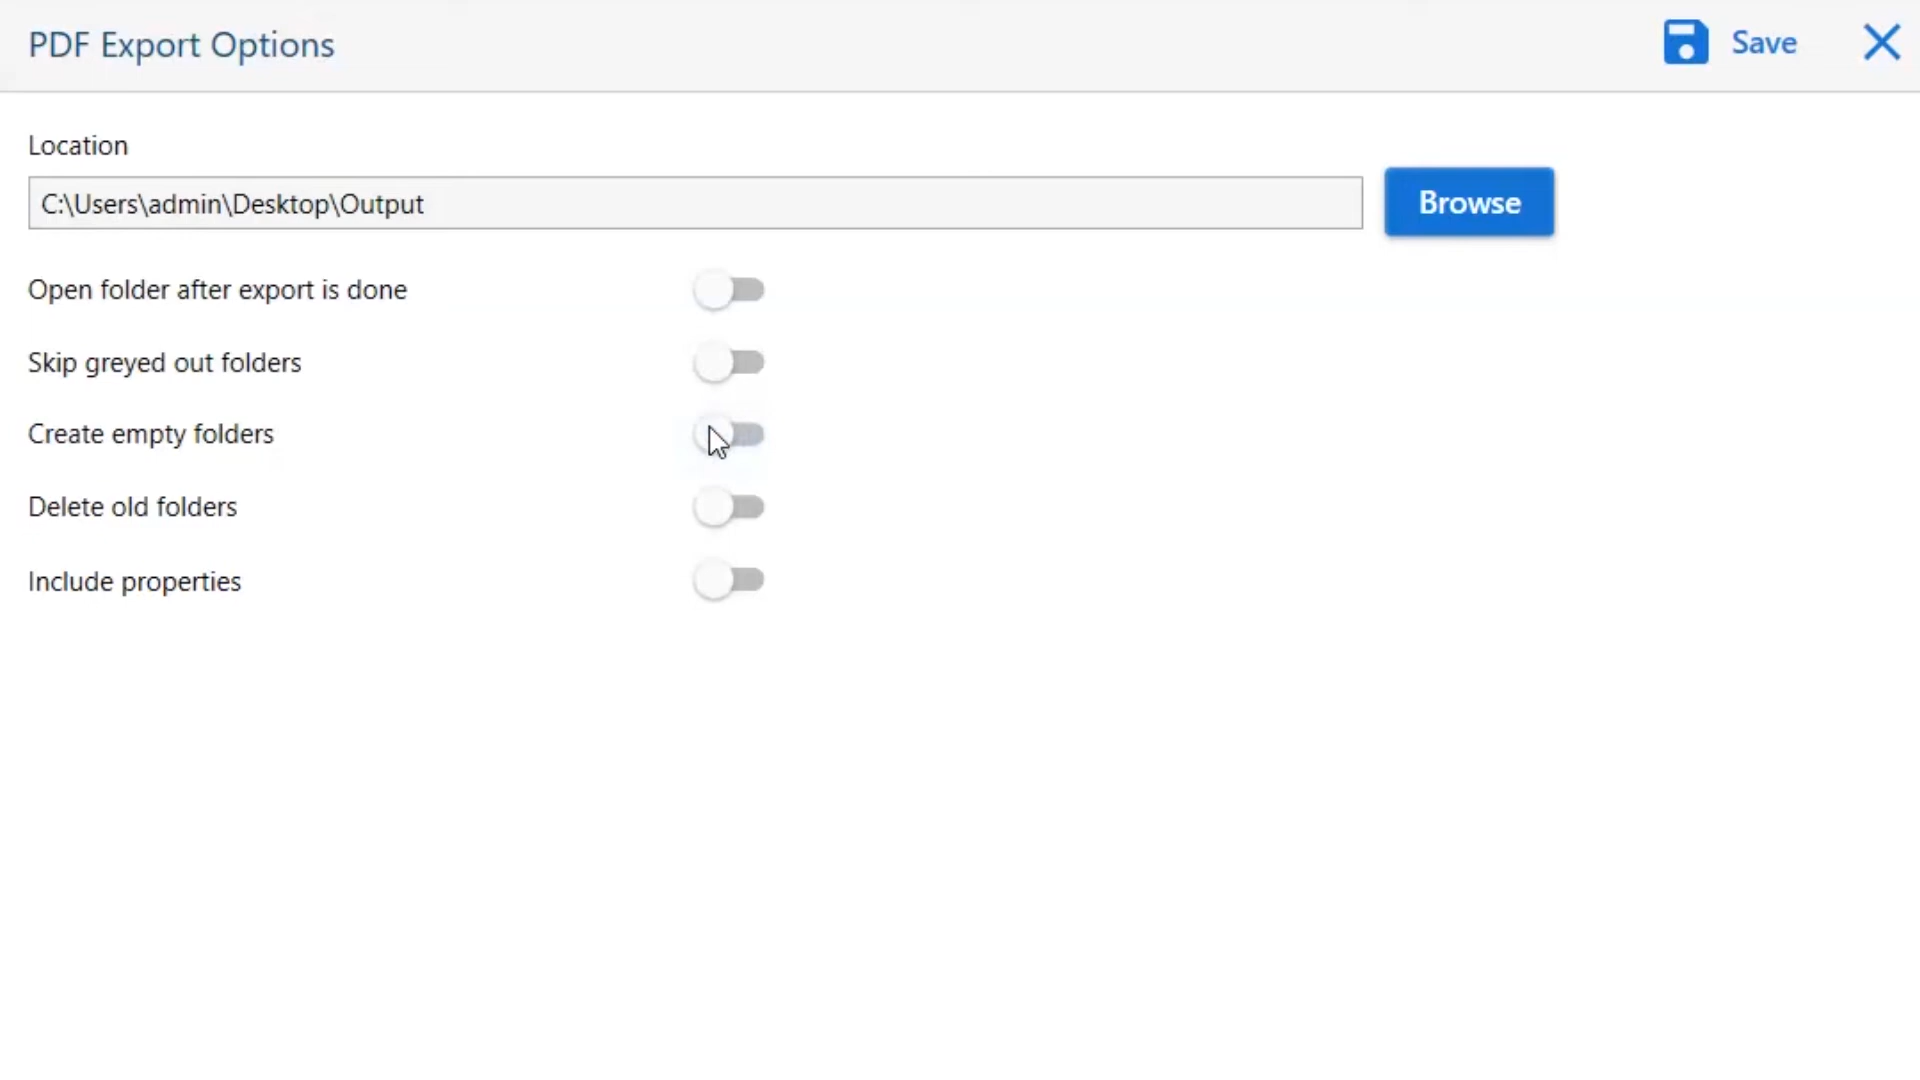 PDF Export Options
Save
Location
C:\Users\admin\Desktop\Output
Browse
Open folder after export is done
Skip greyed out folders
Create empty folders
Delete old folders
Include properties